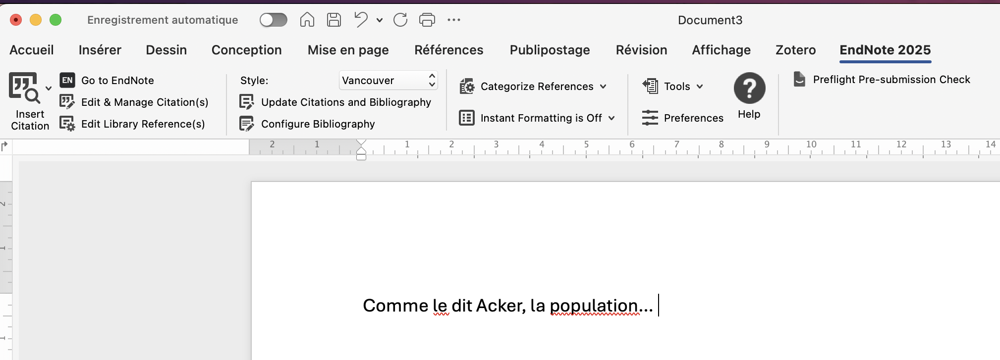 Enregistrement automatique
Document3
Accueil Insérer Dessin Conception Mise en page Références Publipostage Révision Affichage Zotero EndNote 2025
Insert
Citation
EN Go to EndNote
Edit & Manage Citation(s)
Edit Library Reference(s)
Style: Vancouver
Update Citations and Bibliography
Configure Bibliography
Categorize References
Instant Formatting is Off
Tools
Preferences
? Help
Preflight Pre-submission Check
2 1 1 2 3 4 5 6 7 8 9 10 11 12 13 14
2
1
1
Comme le dit Acker, la population...